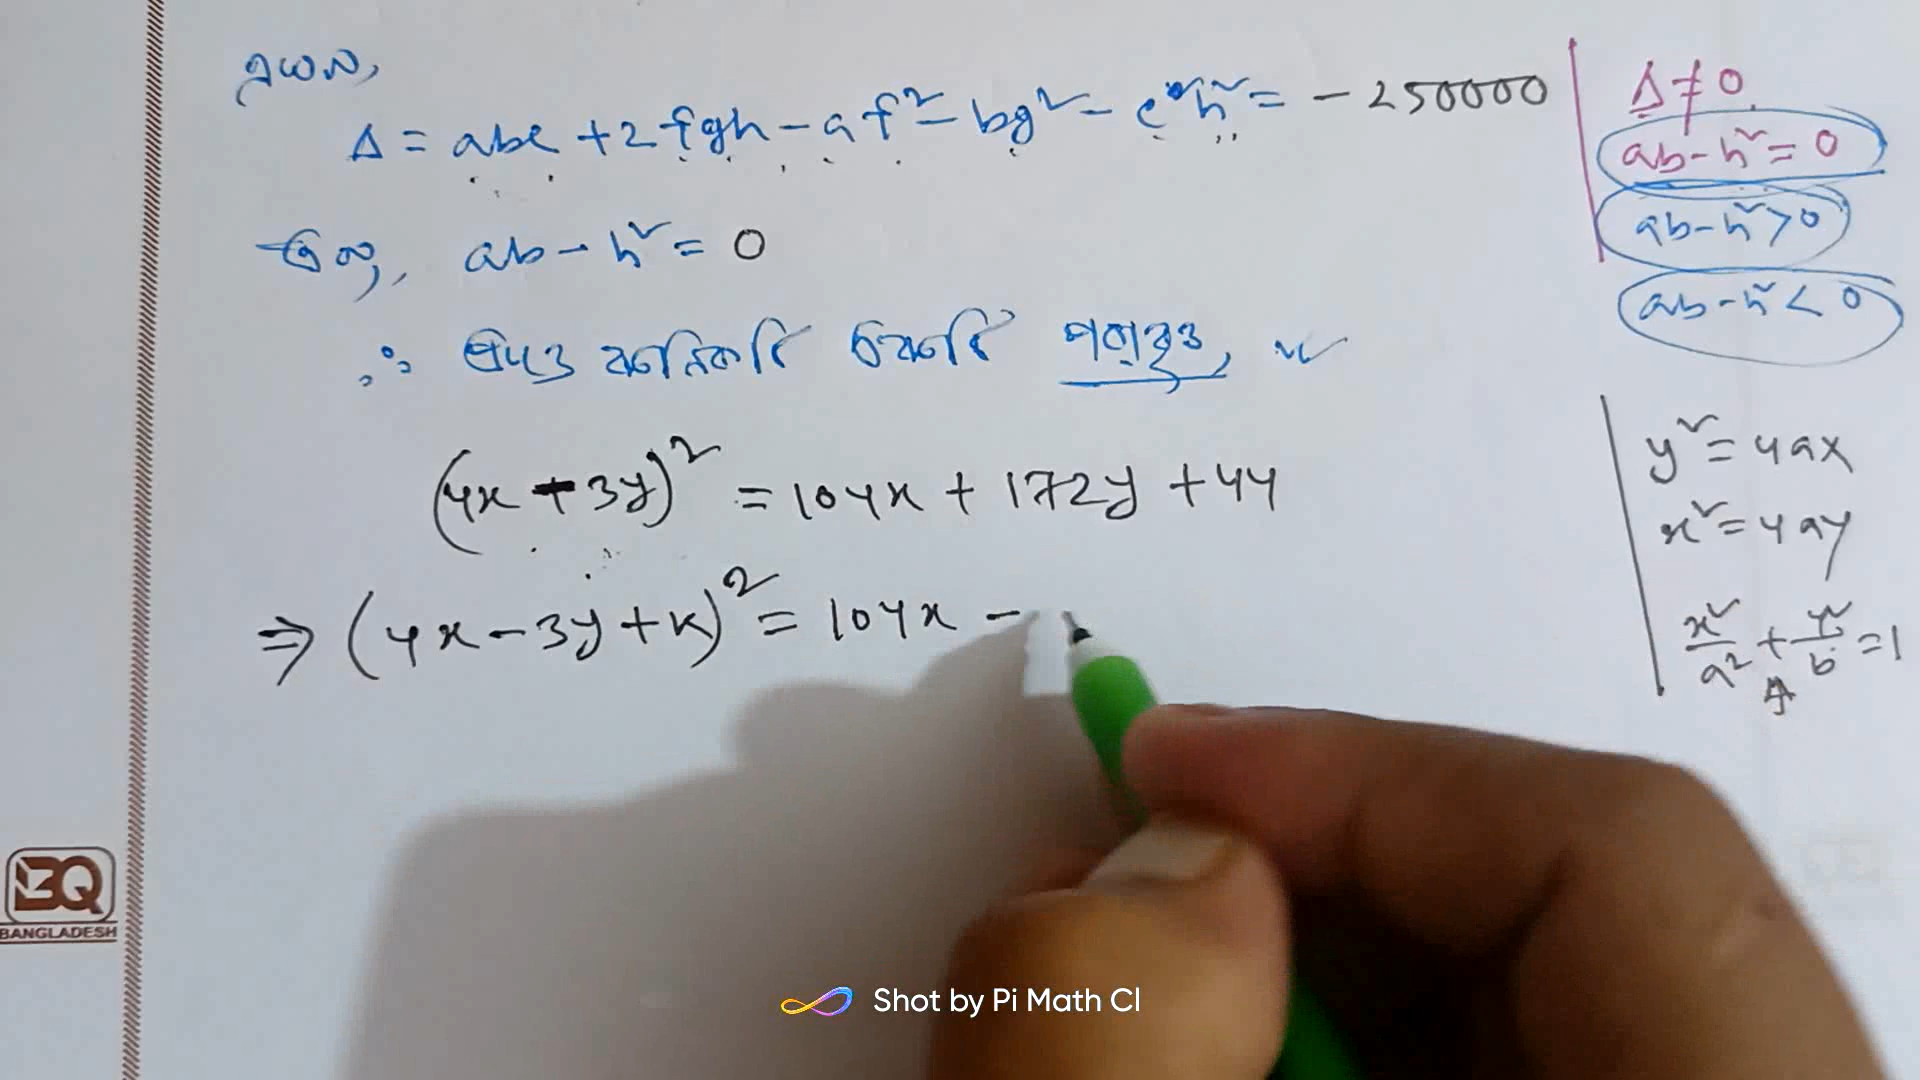 এখন,
Δ = abc + 2fgh - af² - bg² - ch² = -250000
এবং, ab - h² = 0
∴ প্রদত্ত কনিকটি একটি পরাবৃত্ত,
(4x - 3y)² = 104x + 172y + 44
⇒ (4x - 3y + k)² = 104x -
Δ ≠ 0
ab - h² = 0
ab - h² > 0
ab - h² < 0
y² = 4ax
x² = 4ay
x²/a² + y²/b = 1
BQ
BANGLADESH
Shot by Pi Math Cl